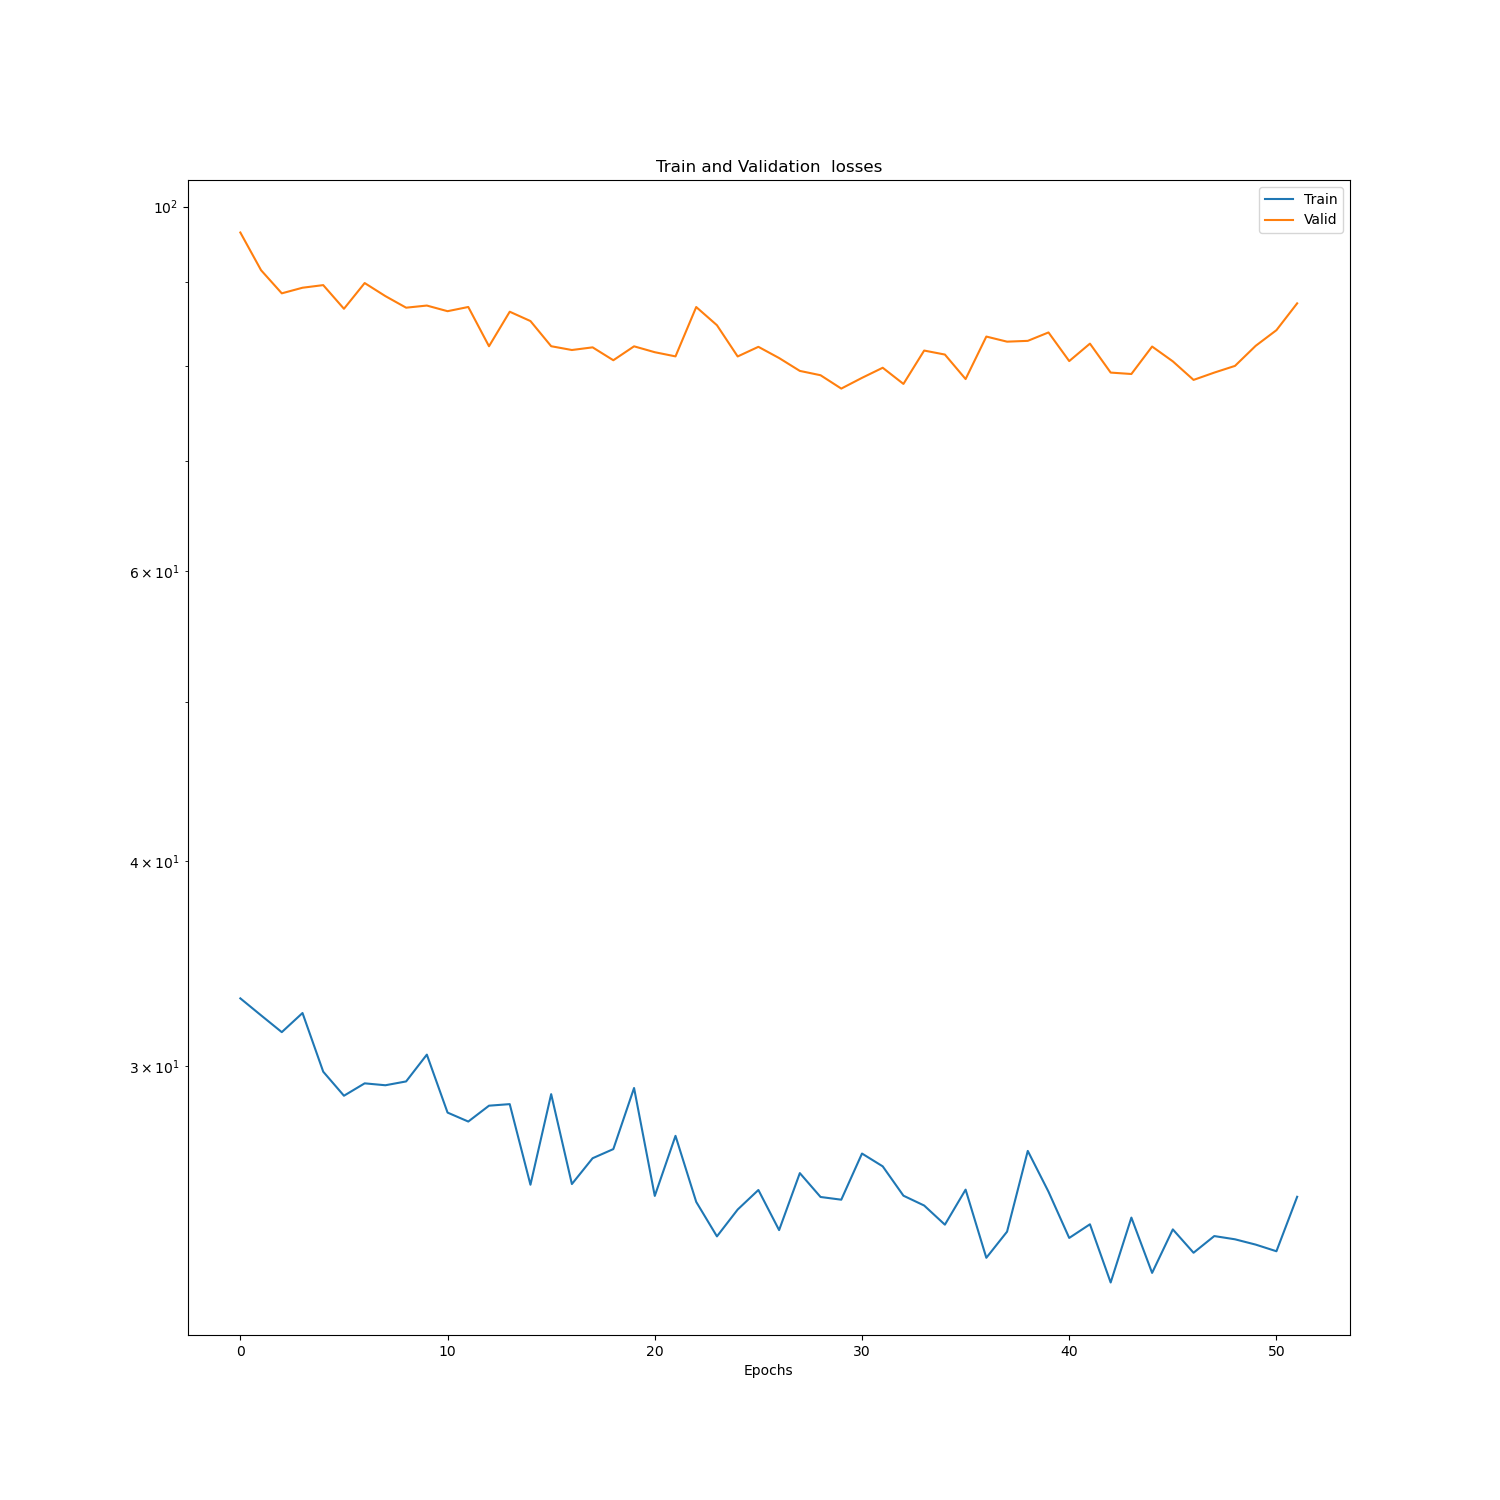 Train and Validation  losses
Train
Valid
10²
6 × 10¹
4 × 10¹
3 × 10¹
0 10 20 30 40 50
Epochs